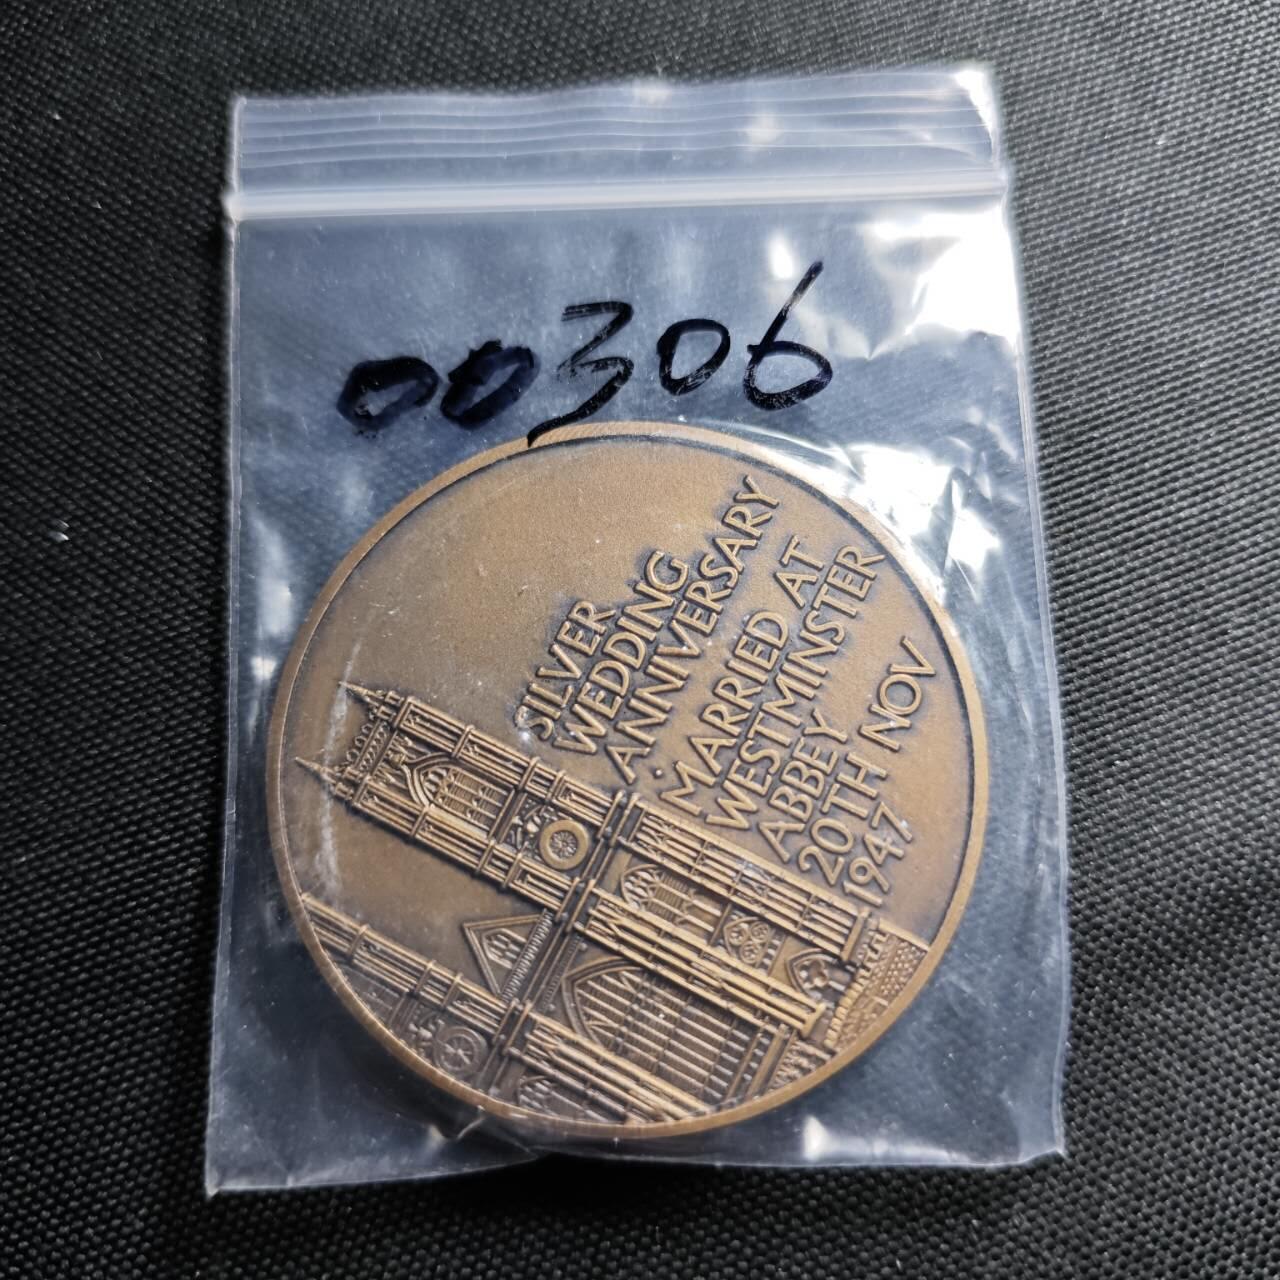 00306
SILVER
WEDDING
ANNIVERSARY
MARRIED AT
WESTMINSTER
ABBEY
20TH NOV
1947